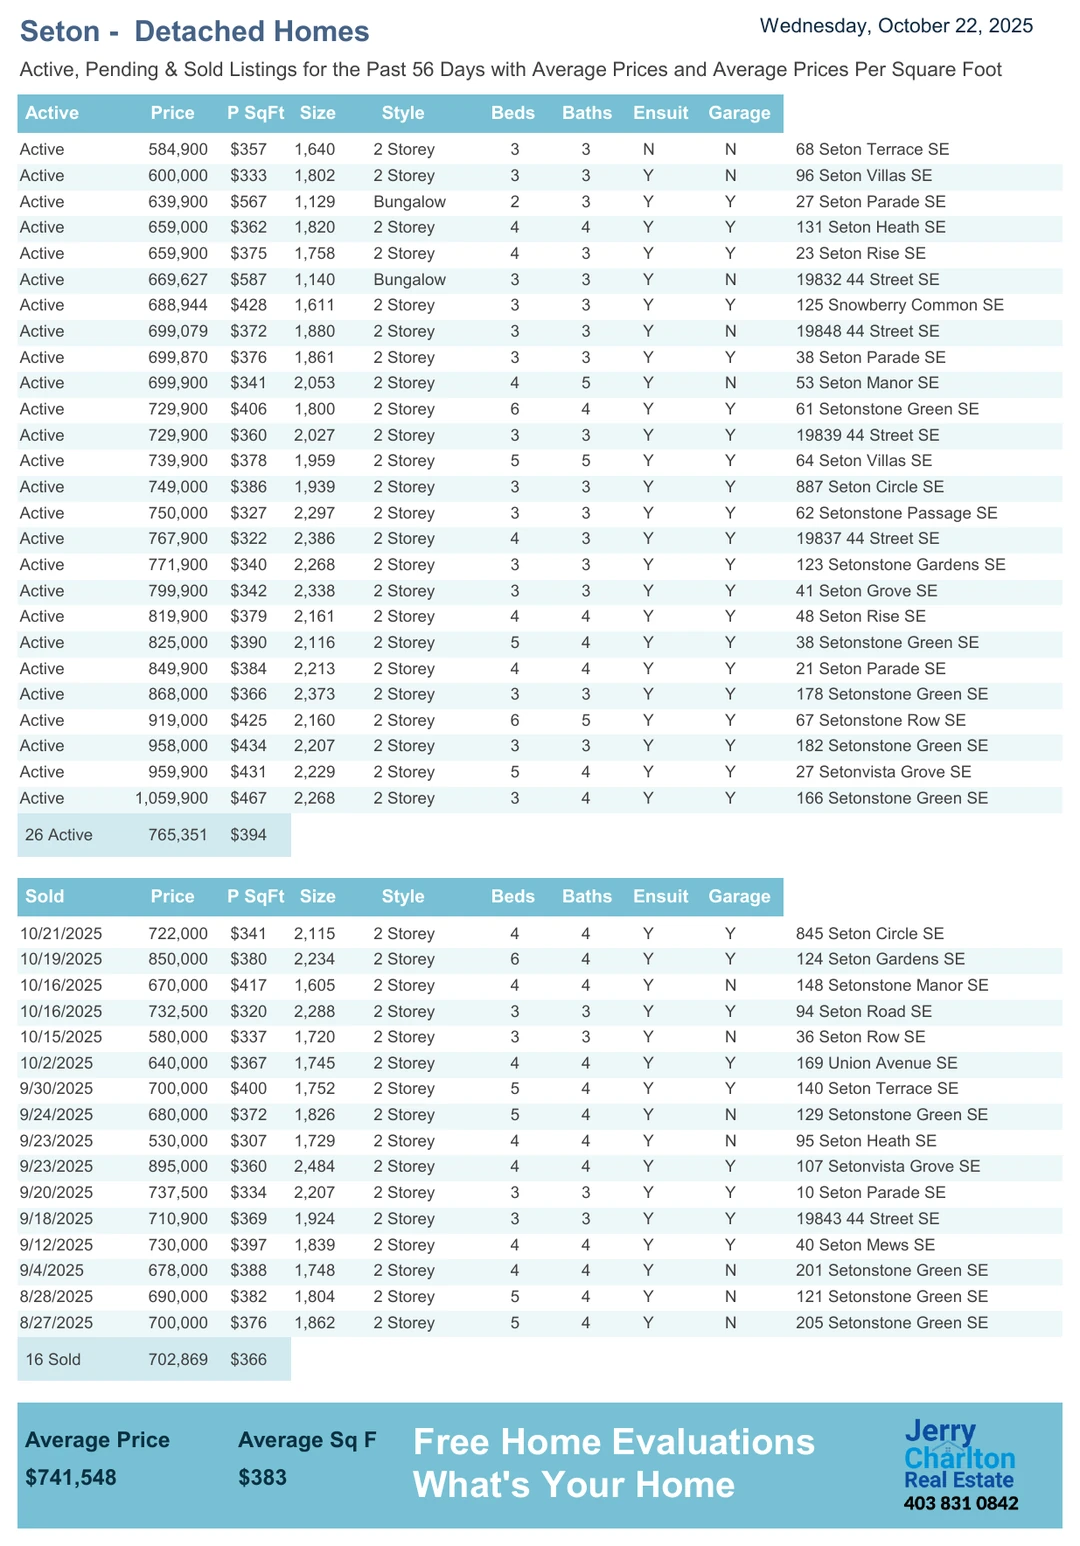 Seton - Detached Homes
Wednesday, October 22, 2025
Active, Pending & Sold Listings for the Past 56 Days with Average Prices and Average Prices Per Square Foot
Active Price P SqFt Size Style Beds Baths Ensuit Garage
Active 584,900 $357 1,640 2 Storey 3 3 N N 68 Seton Terrace SE
Active 600,000 $333 1,802 2 Storey 3 3 Y N 96 Seton Villas SE
Active 639,900 $567 1,129 Bungalow 2 3 Y Y 27 Seton Parade SE
Active 659,000 $362 1,820 2 Storey 4 4 Y Y 131 Seton Heath SE
Active 659,900 $375 1,758 2 Storey 4 3 Y Y 23 Seton Rise SE
Active 669,627 $587 1,140 Bungalow 3 3 Y N 19832 44 Street SE
Active 688,944 $428 1,611 2 Storey 3 3 Y Y 125 Snowberry Common SE
Active 699,079 $372 1,880 2 Storey 3 3 Y N 19848 44 Street SE
Active 699,870 $376 1,861 2 Storey 3 3 Y Y 38 Seton Parade SE
Active 699,900 $341 2,053 2 Storey 4 5 Y N 53 Seton Manor SE
Active 729,900 $406 1,800 2 Storey 6 4 Y Y 61 Setonstone Green SE
Active 729,900 $360 2,027 2 Storey 3 3 Y Y 19839 44 Street SE
Active 739,900 $378 1,959 2 Storey 5 5 Y Y 64 Seton Villas SE
Active 749,000 $386 1,939 2 Storey 3 3 Y Y 887 Seton Circle SE
Active 750,000 $327 2,297 2 Storey 3 3 Y Y 62 Setonstone Passage SE
Active 767,900 $322 2,386 2 Storey 4 3 Y Y 19837 44 Street SE
Active 771,900 $340 2,268 2 Storey 3 3 Y Y 123 Setonstone Gardens SE
Active 799,900 $342 2,338 2 Storey 3 3 Y Y 41 Seton Grove SE
Active 819,900 $379 2,161 2 Storey 4 4 Y Y 48 Seton Rise SE
Active 825,000 $390 2,116 2 Storey 5 4 Y Y 38 Setonstone Green SE
Active 849,900 $384 2,213 2 Storey 4 4 Y Y 21 Seton Parade SE
Active 868,000 $366 2,373 2 Storey 3 3 Y Y 178 Setonstone Green SE
Active 919,000 $425 2,160 2 Storey 6 5 Y Y 67 Setonstone Row SE
Active 958,000 $434 2,207 2 Storey 3 3 Y Y 182 Setonstone Green SE
Active 959,900 $431 2,229 2 Storey 5 4 Y Y 27 Setonvista Grove SE
Active 1,059,900 $467 2,268 2 Storey 3 4 Y Y 166 Setonstone Green SE
26 Active 765,351 $394
Sold Price P SqFt Size Style Beds Baths Ensuit Garage
10/21/2025 722,000 $341 2,115 2 Storey 4 4 Y Y 845 Seton Circle SE
10/19/2025 850,000 $380 2,234 2 Storey 6 4 Y Y 124 Seton Gardens SE
10/16/2025 670,000 $417 1,605 2 Storey 4 4 Y N 148 Setonstone Manor SE
10/16/2025 732,500 $320 2,288 2 Storey 3 3 Y Y 94 Seton Road SE
10/15/2025 580,000 $337 1,720 2 Storey 3 3 Y N 36 Seton Row SE
10/2/2025 640,000 $367 1,745 2 Storey 4 4 Y Y 169 Union Avenue SE
9/30/2025 700,000 $400 1,752 2 Storey 5 4 Y Y 140 Seton Terrace SE
9/24/2025 680,000 $372 1,826 2 Storey 5 4 Y N 129 Setonstone Green SE
9/23/2025 530,000 $307 1,729 2 Storey 4 4 Y N 95 Seton Heath SE
9/23/2025 895,000 $360 2,484 2 Storey 4 4 Y Y 107 Setonvista Grove SE
9/20/2025 737,500 $334 2,207 2 Storey 3 3 Y Y 10 Seton Parade SE
9/18/2025 710,900 $369 1,924 2 Storey 3 3 Y Y 19843 44 Street SE
9/12/2025 730,000 $397 1,839 2 Storey 4 4 Y Y 40 Seton Mews SE
9/4/2025 678,000 $388 1,748 2 Storey 4 4 Y N 201 Setonstone Green SE
8/28/2025 690,000 $382 1,804 2 Storey 5 4 Y N 121 Setonstone Green SE
8/27/2025 700,000 $376 1,862 2 Storey 5 4 Y N 205 Setonstone Green SE
16 Sold 702,869 $366
Average Price Average Sq F
$741,548 $383
Free Home Evaluations
What's Your Home
Jerry
Charlton
Real Estate
403 831 0842